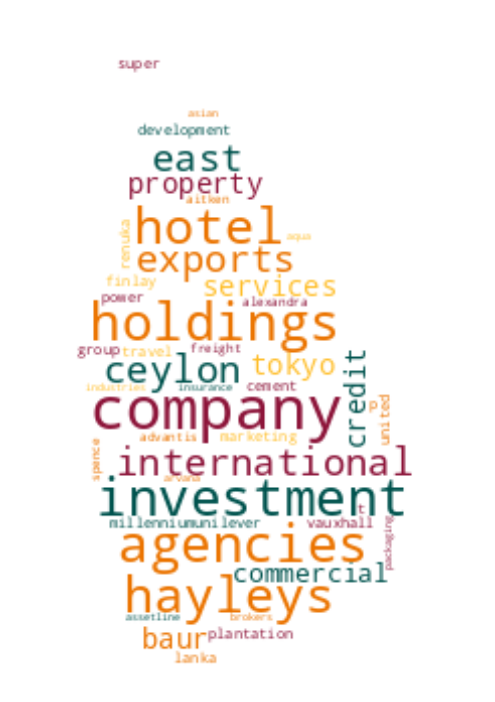 super
asian
development
east
property
aitken
renuka
hotel
aqua
exports
finlay
services
power
alexandra
holdings
group
travel
freight
ceylon
tokyo
credit
industries
insurance
cement
company
p
united
advantis
marketing
spence
international
arvana
investment
millennium
unilever
vauxhall
packaging
agencies
commercial
hayleys
assetline
brokers
baur
plantation
lanka